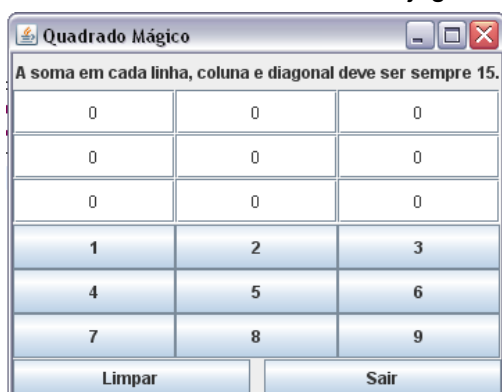 Quadrado Mágico
A soma em cada linha, coluna e diagonal deve ser sempre 15.
0 0 0
0 0 0
0 0 0
1 2 3
4 5 6
7 8 9
Limpar Sair